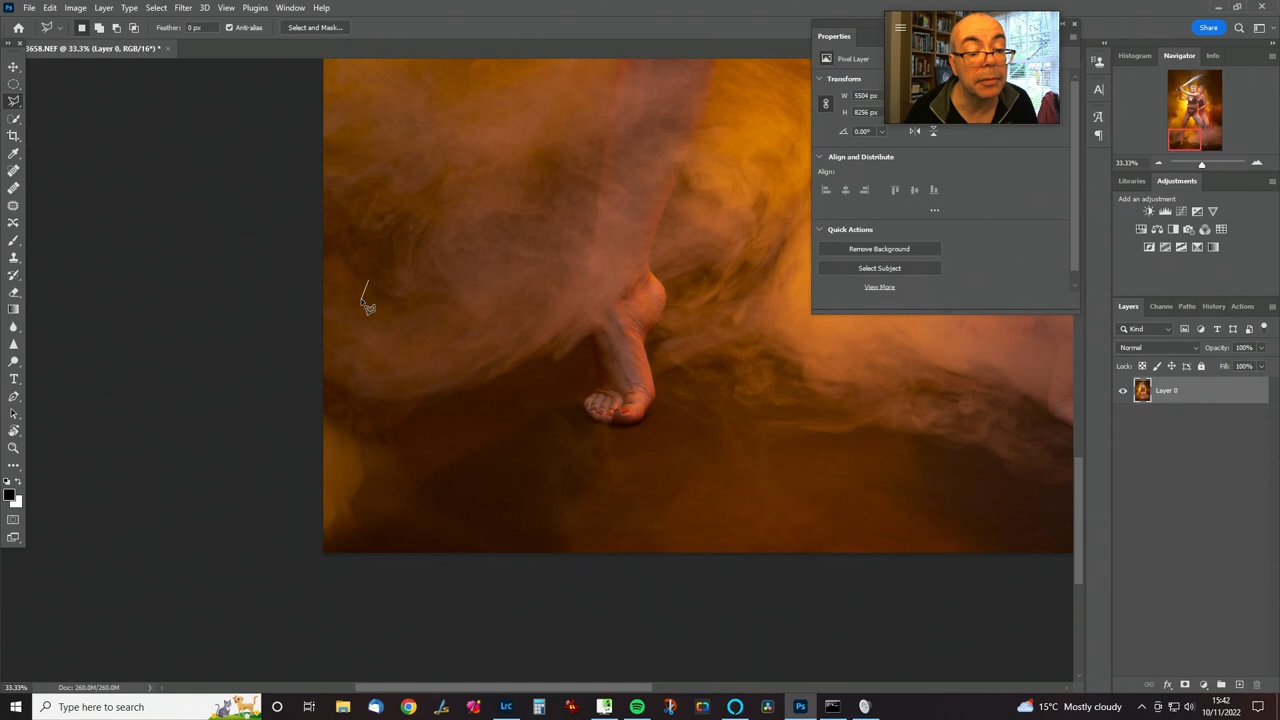 Ps File Edit Image Layer Type Select Filter 3D View Plugins Window Help
Feather: 0 px Anti-alias Select and Mask... Share
3658.NEF @ 33.3% (Layer 0, RGB/16*) * ×
Properties
Pixel Layer
Transform
W 5504 px
H 8256 px
0.00°
Align and Distribute
Align:
Quick Actions
Remove Background
Select Subject
View More
Histogram Navigator Info
33.33%
Libraries Adjustments
Add an adjustment
Layers Channe Paths History Actions
Kind
Normal Opacity: 100%
Lock: Fill: 100%
Layer 0
33.33% Doc: 260.0M/260.0M
Type here to search
Lrc
Ps
15°C Mostly cloudy
15:42
10/11/2022